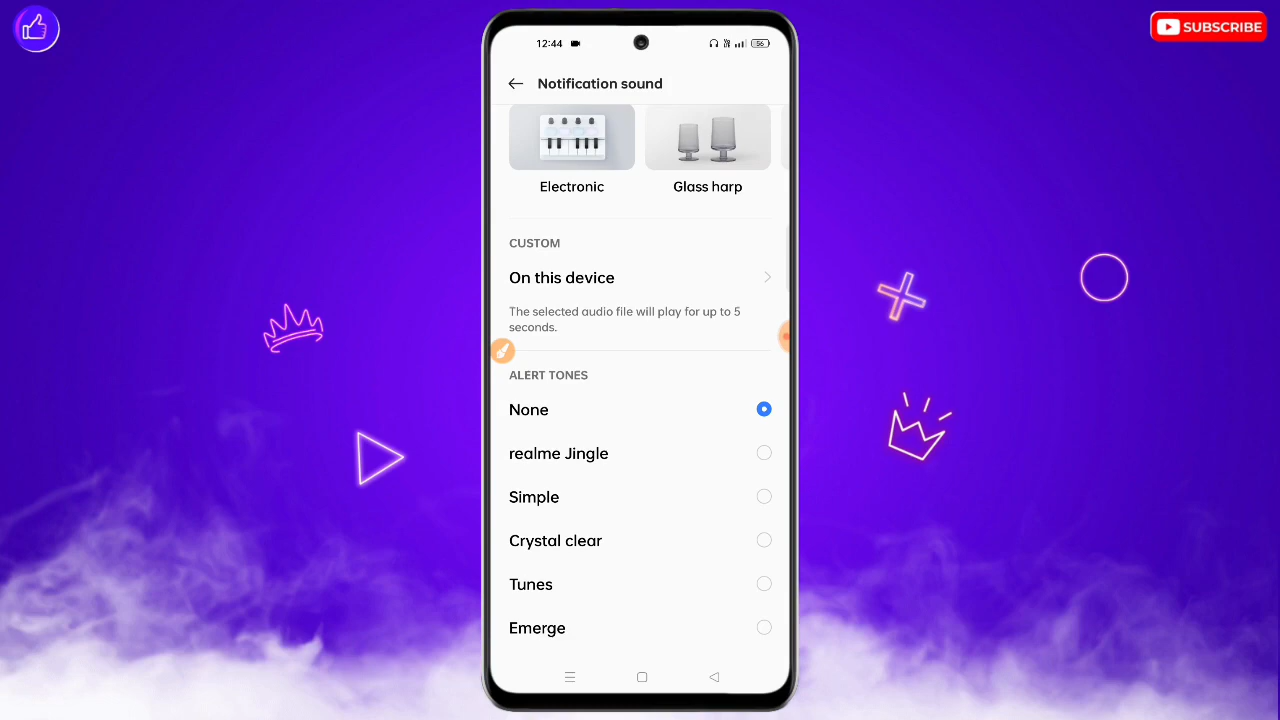 SUBSCRIBE
12:44
56
Notification sound
Electronic
Glass harp
CUSTOM
On this device
The selected audio file will play for up to 5
seconds.
ALERT TONES
None
realme Jingle
Simple
Crystal clear
Tunes
Emerge